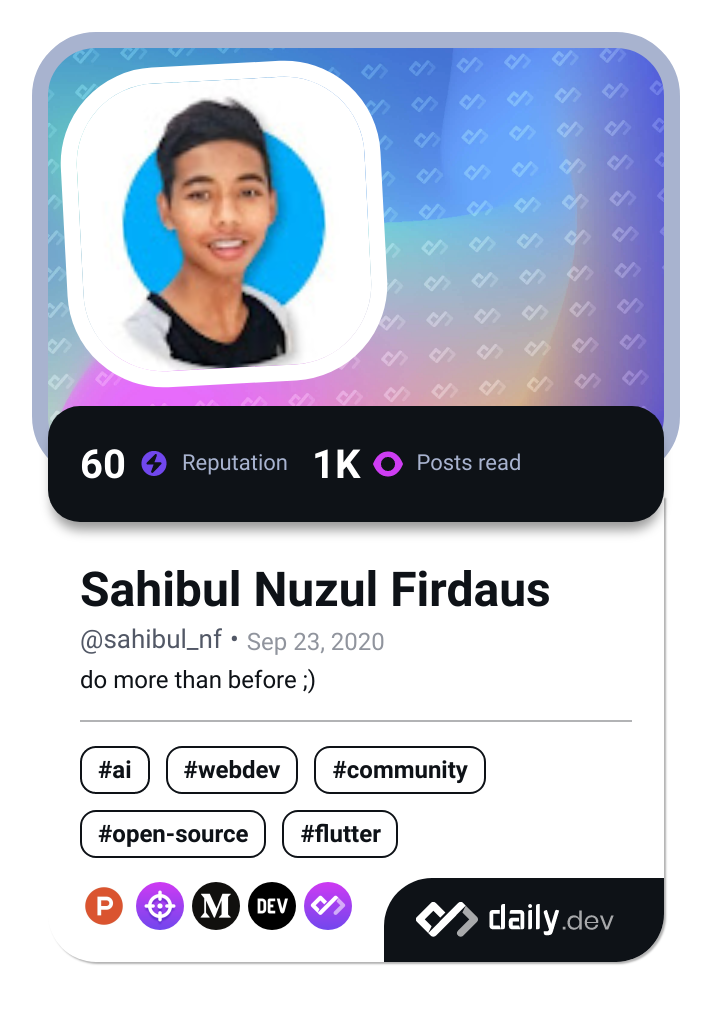 60 Reputation 1K Posts read
Sahibul Nuzul Firdaus
@sahibul_nf • Sep 23, 2020
do more than before ;)
#ai #webdev #community
#open-source #flutter
P M DEV daily.dev